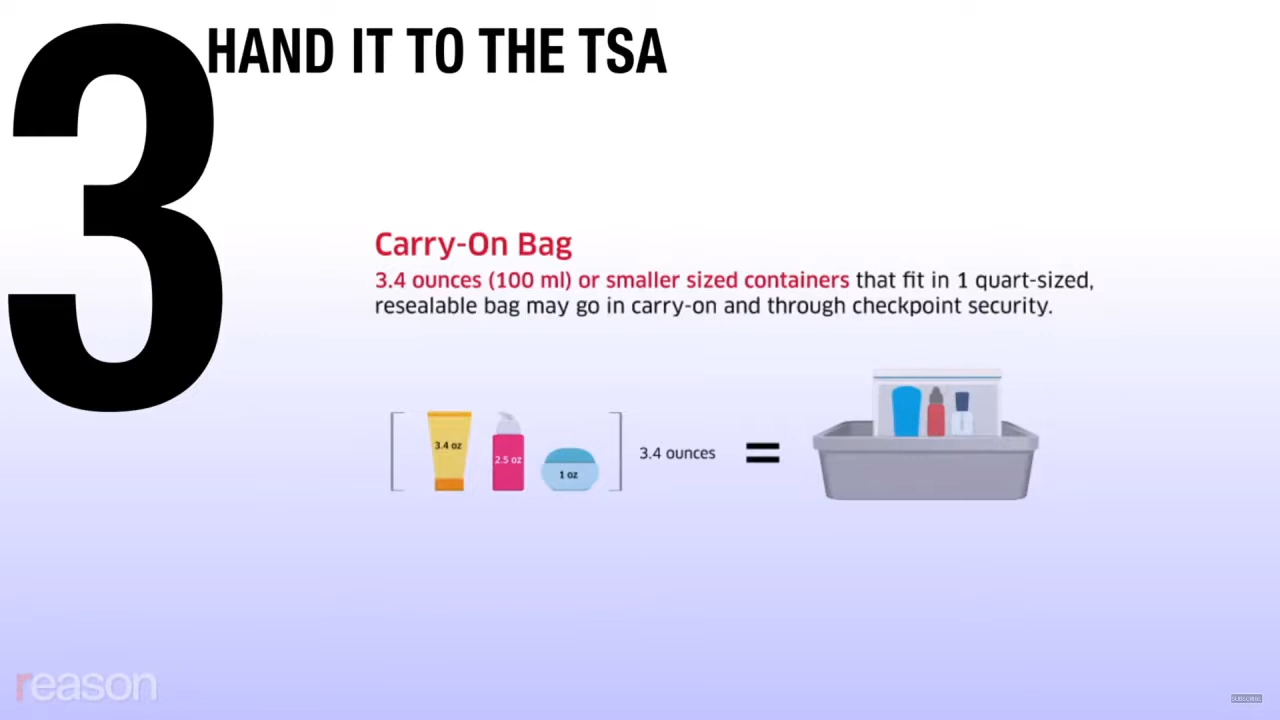 3
HAND IT TO THE TSA
Carry-On Bag
3.4 ounces (100 ml) or smaller sized containers that fit in 1 quart-sized,
resealable bag may go in carry-on and through checkpoint security.
3.4 oz
2.5 oz
1 oz
3.4 ounces
=
reason
SUBSCRIBE